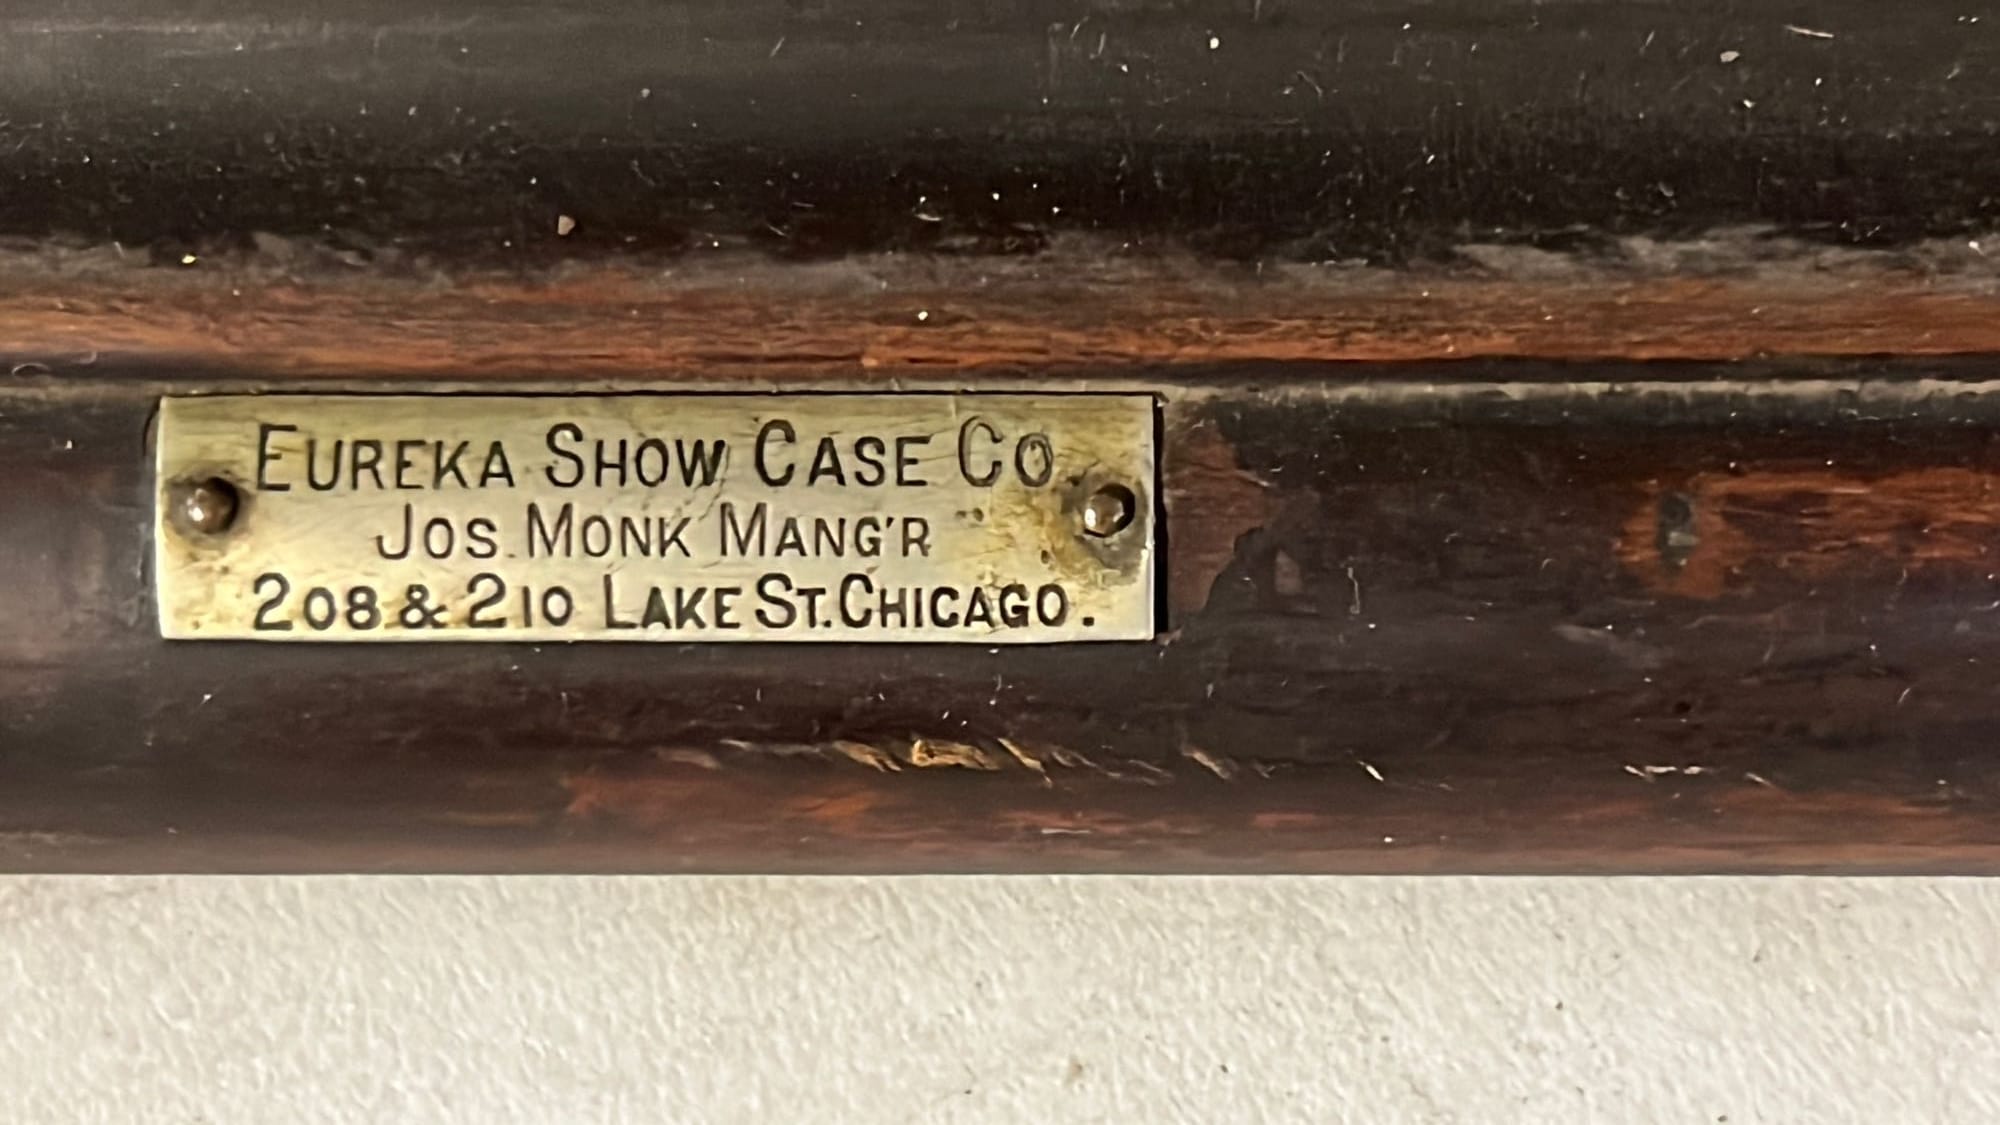 EUREKA SHOW CASE CO.
JOS. MONK MANG'R
208 & 210 LAKE ST. CHICAGO.